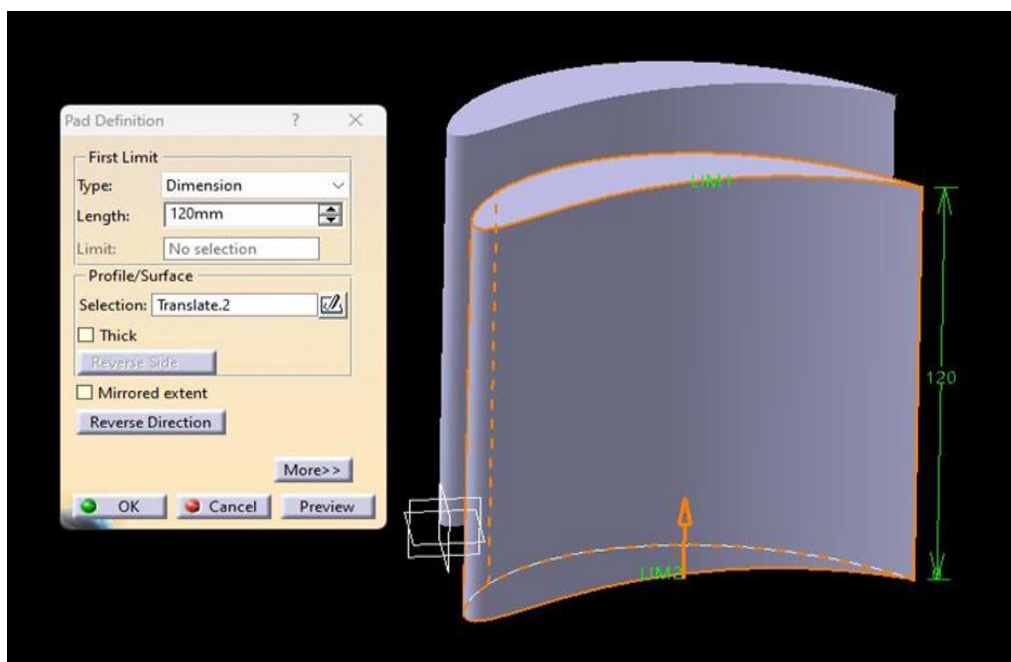 Pad Definition ? ×
First Limit
Type: Dimension
Length: 120mm
Limit: No selection
Profile/Surface
Selection: Translate.2
Thick
Reverse Side
Mirrored extent
Reverse Direction
More>>
OK Cancel Preview
LIM1
120
LIM2